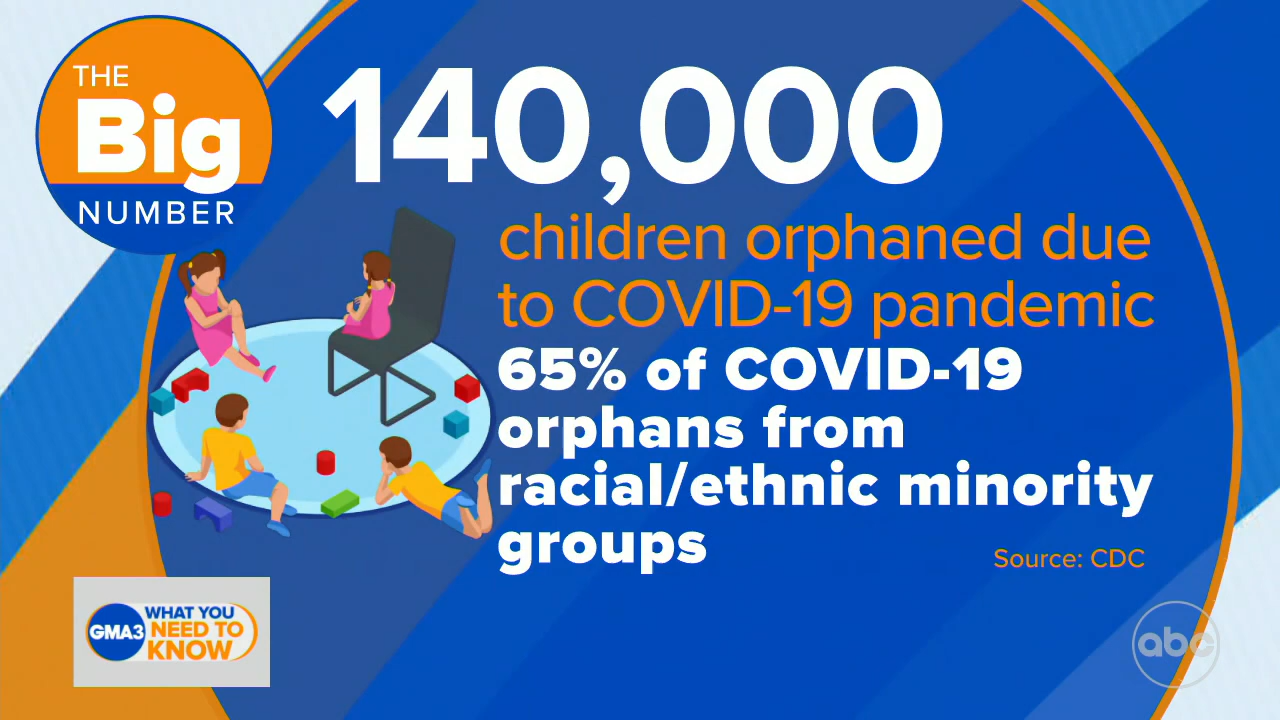 THE
Big
NUMBER
140,000
children orphaned due
to COVID-19 pandemic
65% of COVID-19
orphans from
racial/ethnic minority
groups
Source: CDC
GMA3
WHAT YOU
NEED TO
KNOW
abc